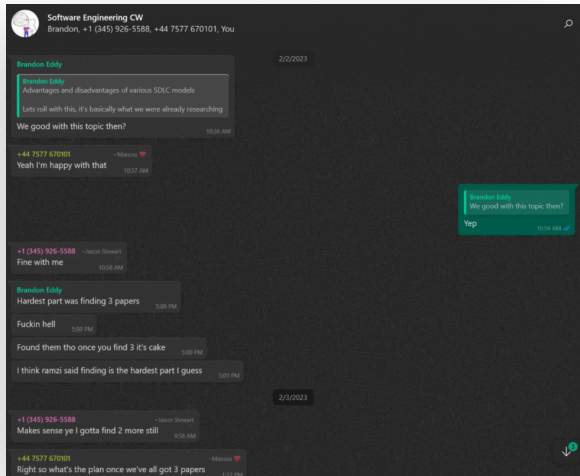 Software Engineering CW
Brandon, +1 (345) 926-5588, +44 7577 670101, You
2/2/2023
Brandon Eddy
Brandon Eddy
Advantages and disadvantages of various SDLC models
Lets roll with this, it's basically what we were already researching
We good with this topic then?
10:36 AM
+44 7577 670101 ~Manos
Yeah I'm happy with that
10:37 AM
Brandon Eddy
We good with this topic then?
Yep
10:56 AM
+1 (345) 926-5588 ~Jaxon Stewart
Fine with me
10:58 AM
Brandon Eddy
Hardest part was finding 3 papers
5:00 PM
Fuckin hell
5:00 PM
Found them tho once you find 3 it's cake
5:00 PM
I think ramzi said finding is the hardest part I guess
5:01 PM
2/3/2023
+1 (345) 926-5588 ~Jaxon Stewart
Makes sense ye I gotta find 2 more still
9:58 AM
+44 7577 670101 ~Manos
Right so what's the plan once we've all got 3 papers
3